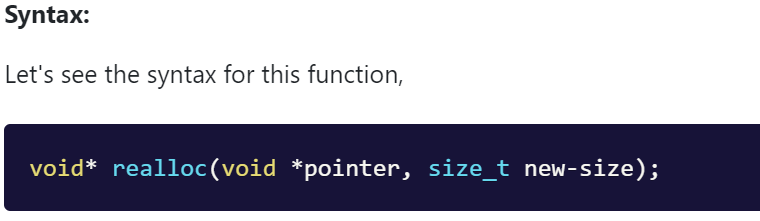 Syntax:
Let's see the syntax for this function,
void* realloc(void *pointer, size_t new-size);